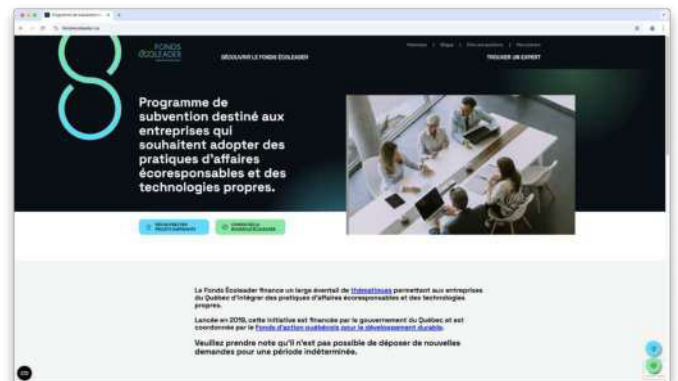 FONDS
ÉCOLEADER
DÉCOUVRIR LE FONDS ÉCOLEADER
TROUVER UN EXPERT
Programme de
subvention destiné aux
entreprises qui
souhaitent adopter des
pratiques d'affaires
écoresponsables et des
technologies propres.
Le Fonds Écoleader finance un large éventail de thématiques permettant aux entreprises
du Québec d'intégrer des pratiques d'affaires écoresponsables et des technologies
propres.
Lancée en 2019, cette initiative est financée par le gouvernement du Québec et est
coordonnée par le Fonds d'action québécois pour le développement durable.
Veuillez prendre note qu'il n'est pas possible de déposer de nouvelles
demandes pour une période indéterminée.